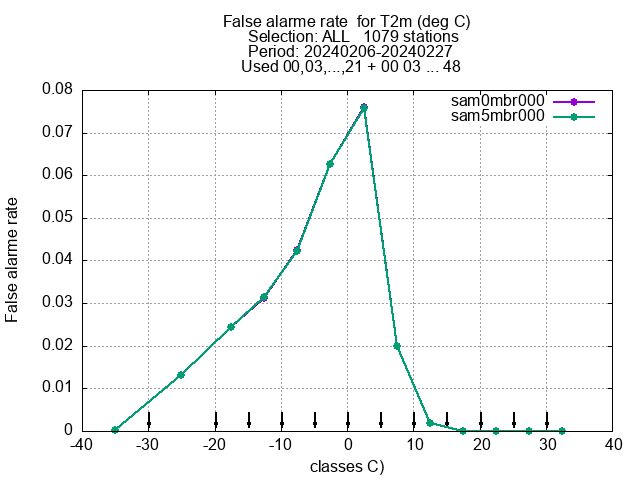 False alarme rate  for T2m (deg C)
Selection: ALL   1079 stations
Period: 20240206-20240227
Used 00,03,...,21 + 00 03 ... 48
sam0mbr000
sam5mbr000
0.08
0.07
0.06
0.05
0.04
0.03
0.02
0.01
0
False alarme rate
-40 -30 -20 -10 0 10 20 30 40
classes C)